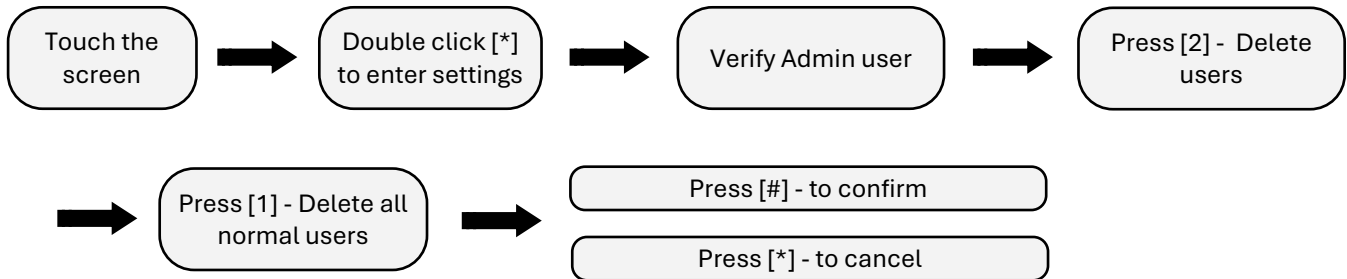 Touch the
screen
Double click [*]
to enter settings
Verify Admin user
Press [2] - Delete
users
Press [1] - Delete all
normal users
Press [#] - to confirm
Press [*] - to cancel